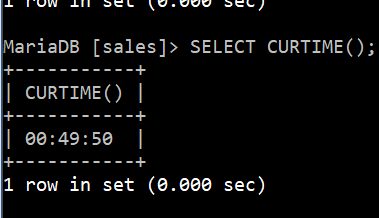 1 row in set (0.000 sec)
MariaDB [sales]> SELECT CURTIME();
+-----------+
| CURTIME() |
+-----------+
| 00:49:50  |
+-----------+
1 row in set (0.000 sec)